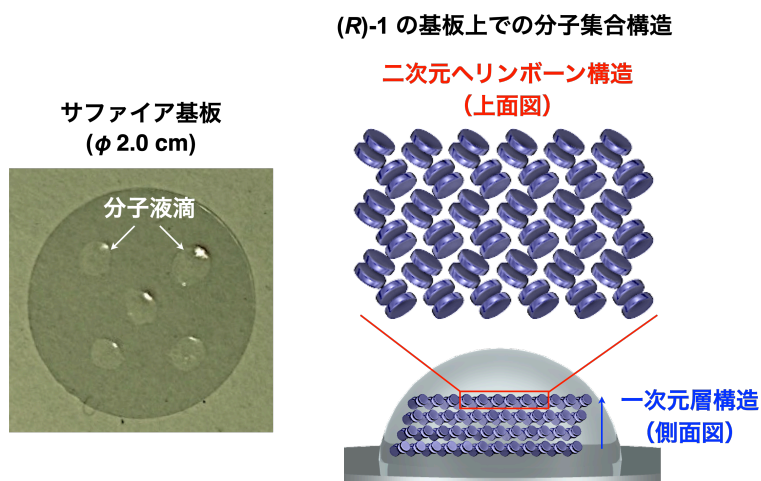 (R)-1 の基板上での分子集合構造
二次元ヘリンボーン構造
（上面図）
サファイア基板
(φ 2.0 cm)
分子液滴
一次元層構造
（側面図）